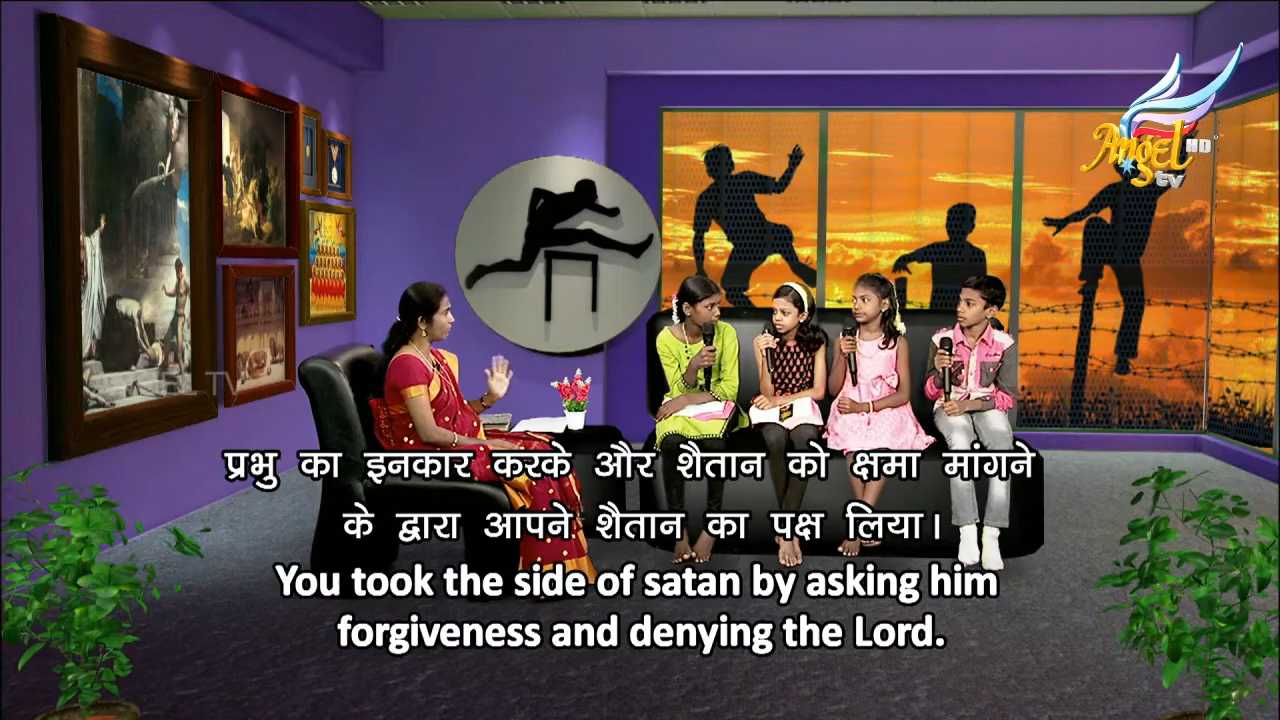 Angel HD
tv
प्रभु का इनकार करके और शैतान को क्षमा मांगने
के द्वारा आपने शैतान का पक्ष लिया।
You took the side of satan by asking him
forgiveness and denying the Lord.